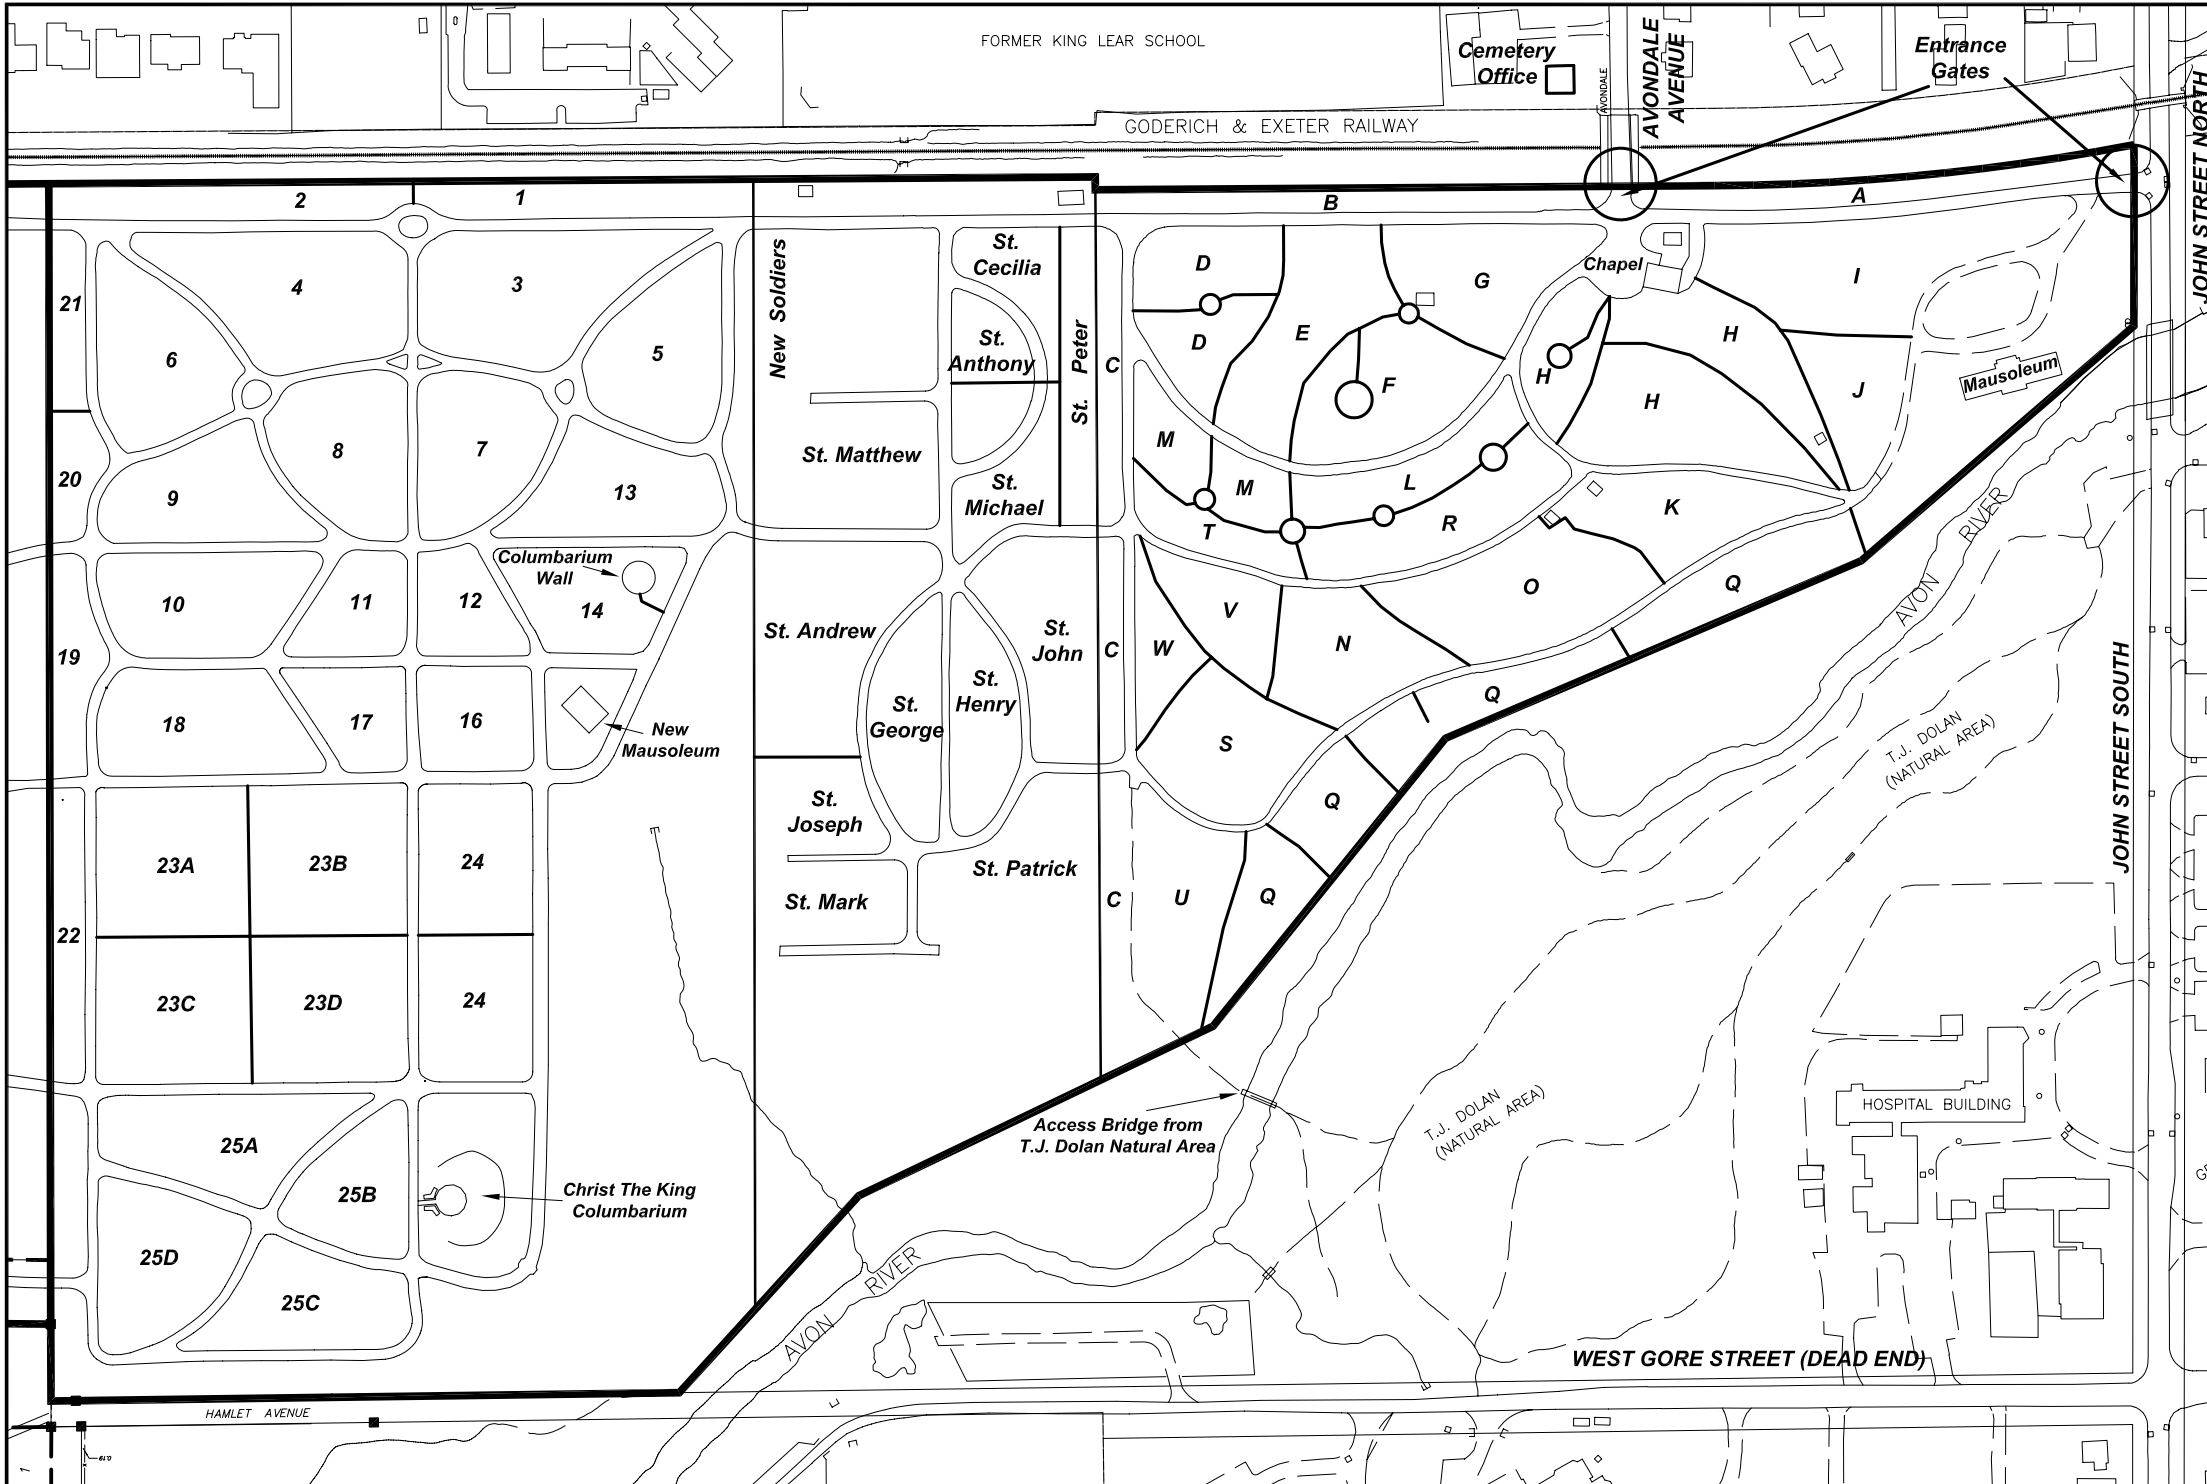 FORMER KING LEAR SCHOOL
Cemetery
Office
AVONDALE
AVONDALE
AVENUE
Entrance
Gates
JOHN STREET NORTH
GODERICH & EXETER RAILWAY
2
1
B
A
21
4
3
New Soldiers
St.
Cecilia
St. Peter
D
G
Chapel
I
6
5
St.
Anthony
C
D
E
F
H
H
H
J
Mausoleum
20
9
8
7
13
St. Matthew
St.
Michael
M
M
L
T
R
K
AVON RIVER
Columbarium
Wall
10
11
12
14
St. Andrew
St.
John
C
W
V
N
O
Q
19
18
17
16
New
Mausoleum
St.
George
St.
Henry
S
Q
T.J. DOLAN
(NATURAL AREA)
JOHN STREET SOUTH
23A
23B
24
St.
Joseph
St. Patrick
Q
22
St. Mark
C
U
Q
23C
23D
24
25A
Access Bridge from
T.J. Dolan Natural Area
T.J. DOLAN
(NATURAL AREA)
HOSPITAL BUILDING
25B
Christ The King
Columbarium
25D
25C
AVON RIVER
WEST GORE STREET (DEAD END)
HAMLET AVENUE
1